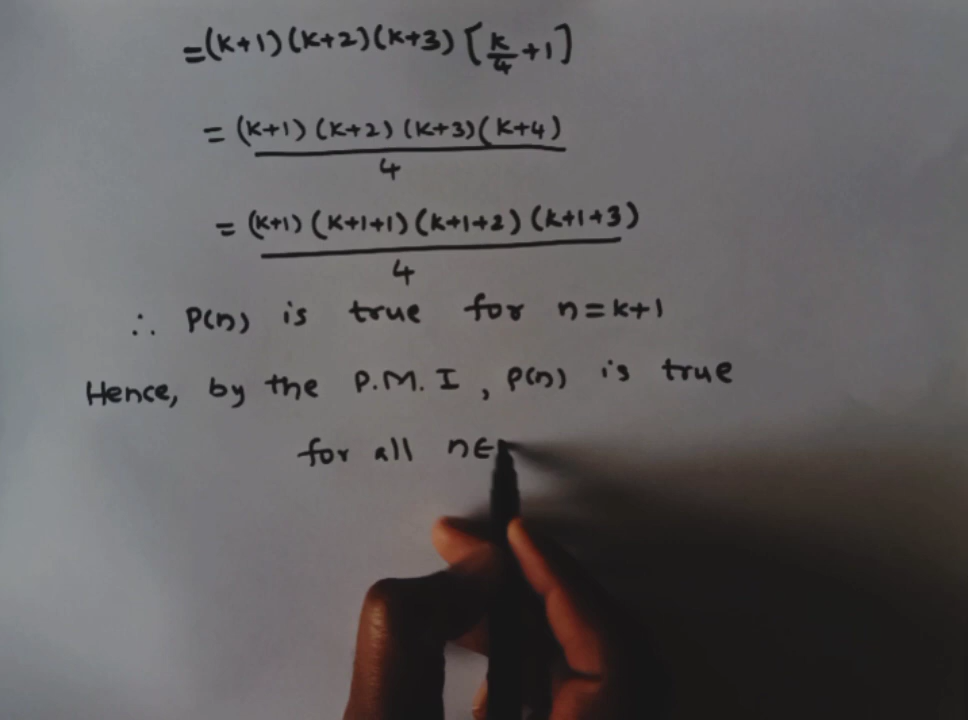 =(k+1)(k+2)(k+3) [k/4 +1]
= (k+1)(k+2)(k+3)(k+4) / 4
= (k+1)(k+1+1)(k+1+2)(k+1+3) / 4
∴ P(n) is true for n=k+1
Hence, by the P.M.I, P(n) is true
for all n∈